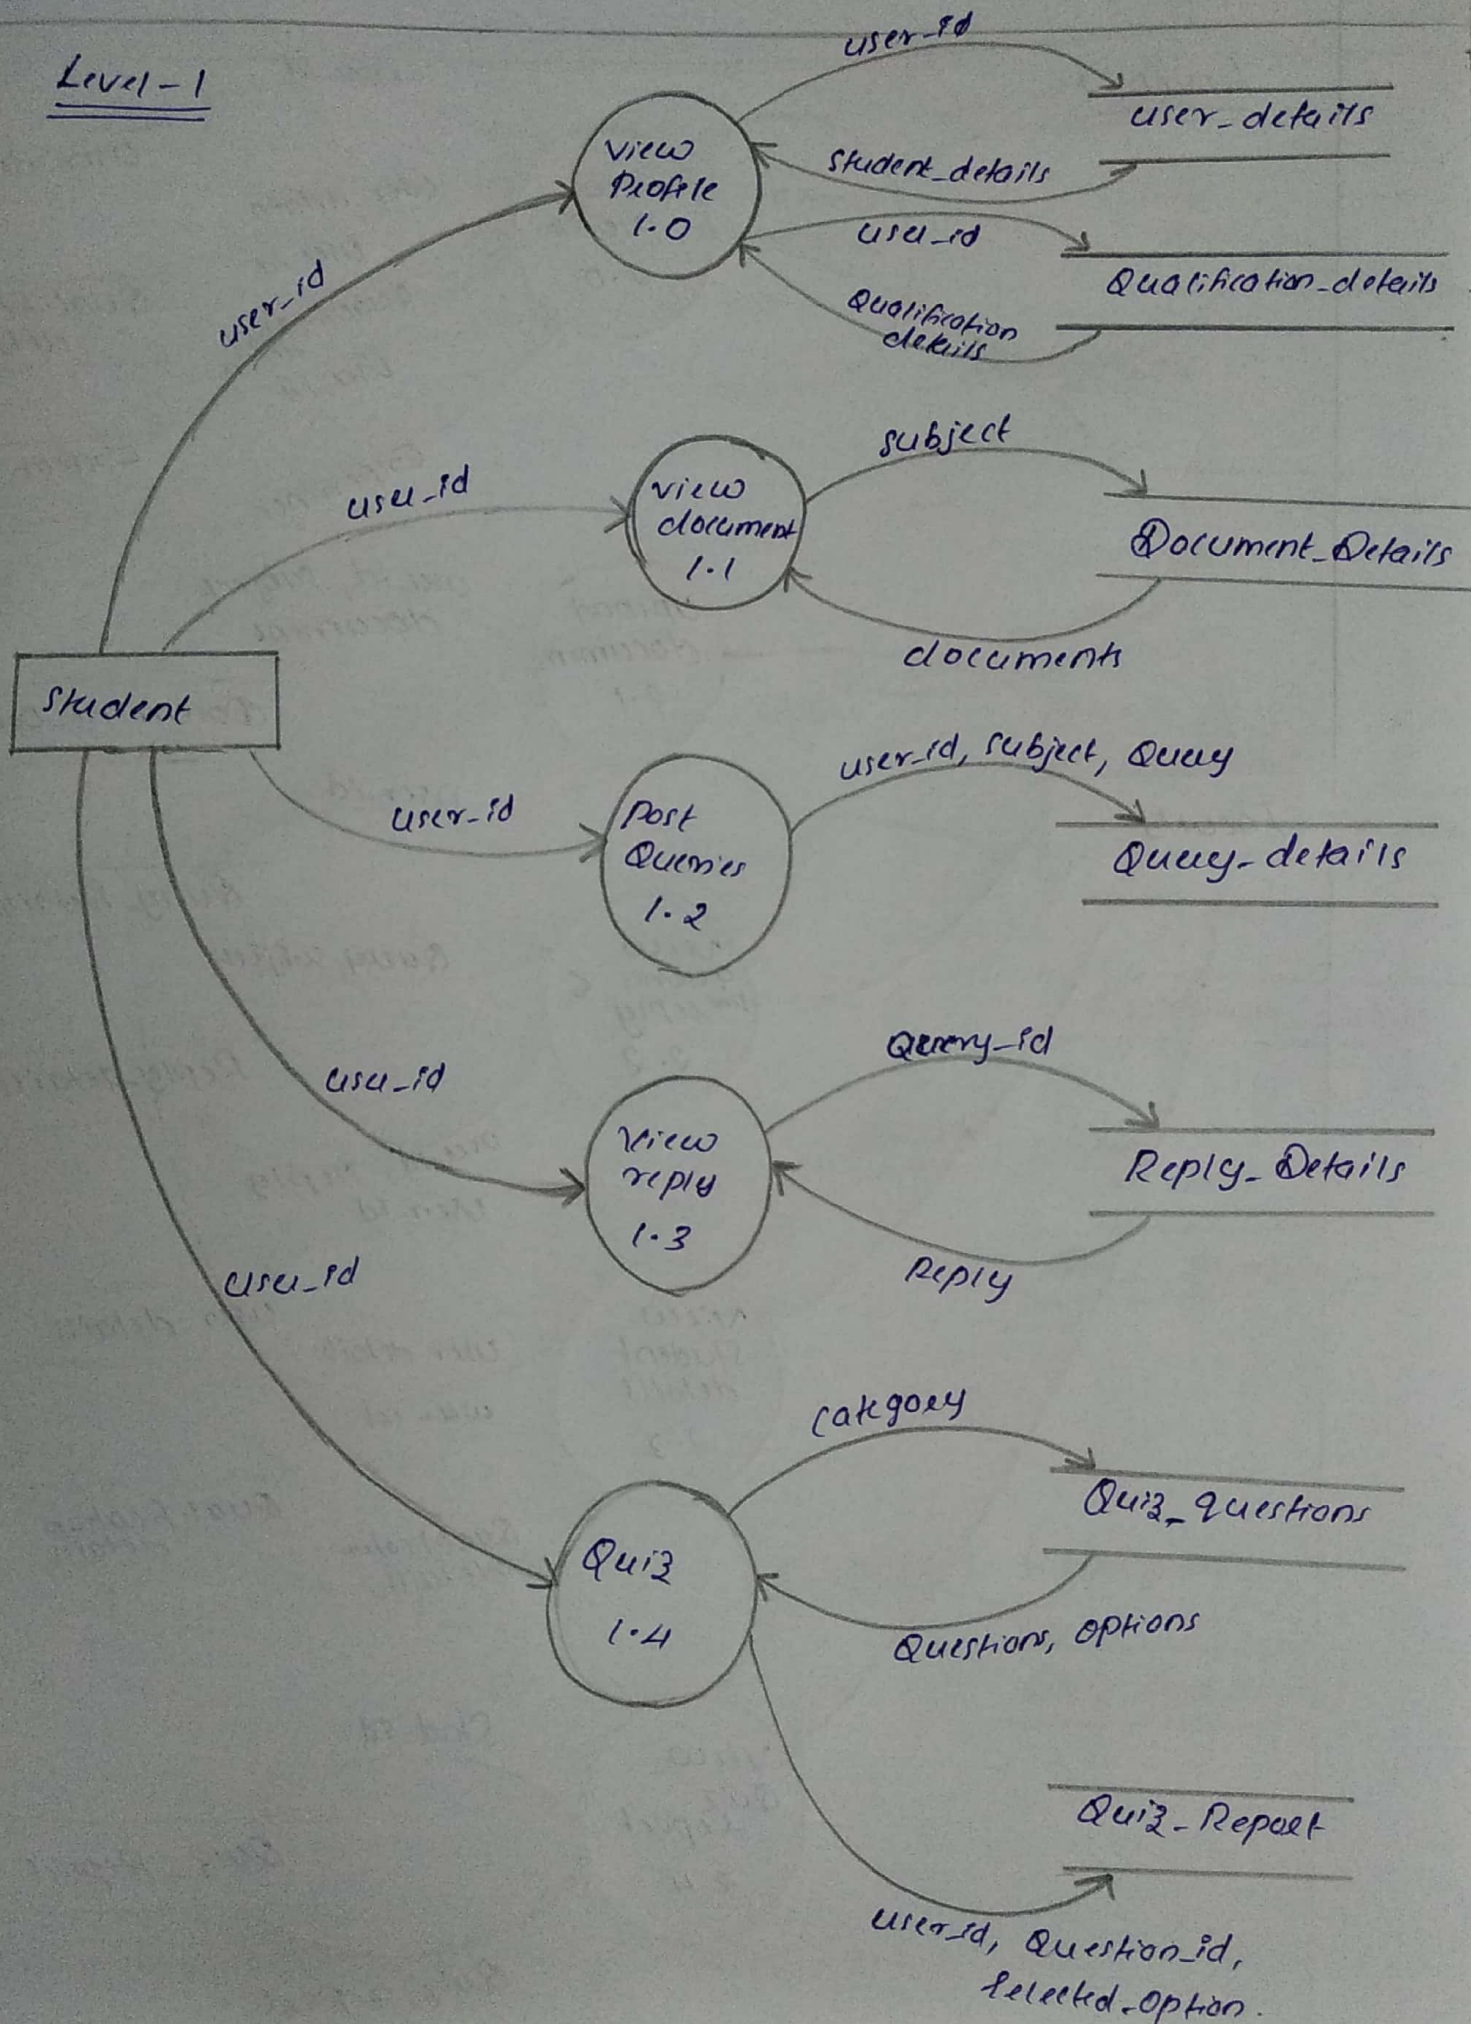 Level-1
user_id
user_details
View
Profile
1.0
Student_details
user_id
Qualification_details
Qualification
details
user_id
subject
user_id
view
document
1.1
Document_Details
documents
Student
user_id, subject, Query
user_id
Post
Queries
1.2
Query_details
Query_id
user_id
View
reply
1.3
Reply_Details
Reply
user_id
Category
Quiz_questions
Quiz
1.4
Questions, options
Quiz_Report
user_id, Question_id,
Selected_option.